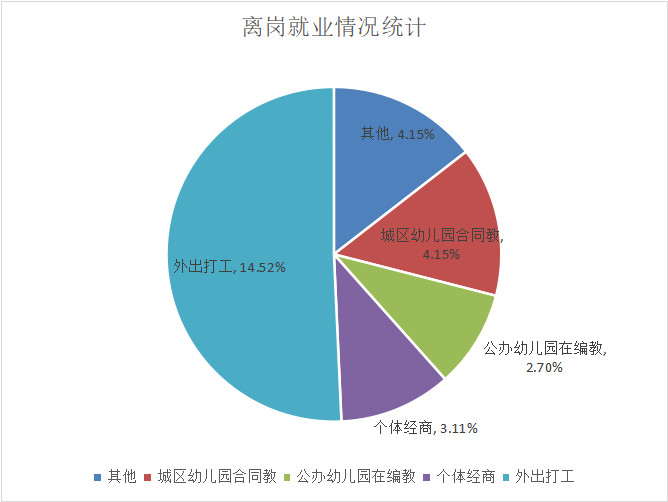 离岗就业情况统计
其他, 4.15%
城区幼儿园合同教,
4.15%
外出打工, 14.52%
公办幼儿园在编教,
2.70%
个体经商, 3.11%
其他 城区幼儿园合同教 公办幼儿园在编教 个体经商 外出打工